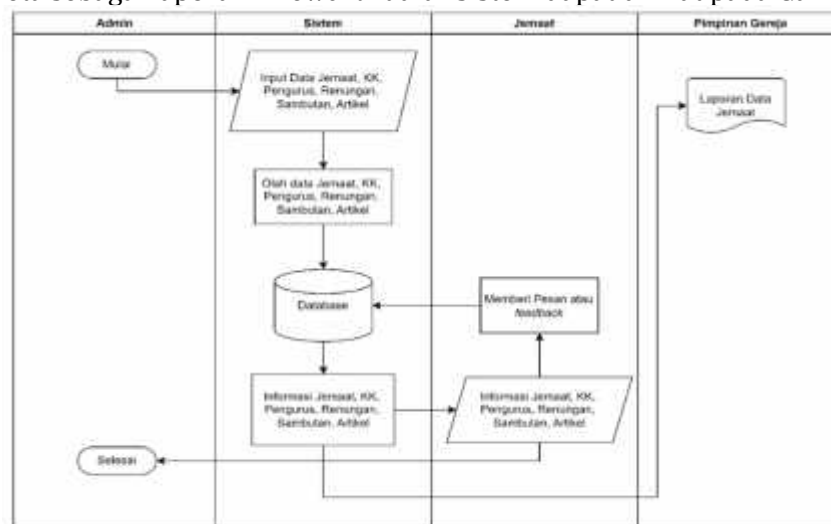 Admin
Sistem
Jemaat
Pimpinan Gereja
Mulai
Input Data Jemaat, KK,
Pengurus, Renungan,
Sambutan, Artikel
Laporan Data
Jemaat
Olah data Jemaat, KK,
Pengurus, Renungan,
Sambutan, Artikel
Database
Memberi Pesan atau
feedback
Informasi Jemaat, KK,
Pengurus, Renungan,
Sambutan, Artikel
Informasi Jemaat, KK,
Pengurus, Renungan,
Sambutan, Artikel
Selesai